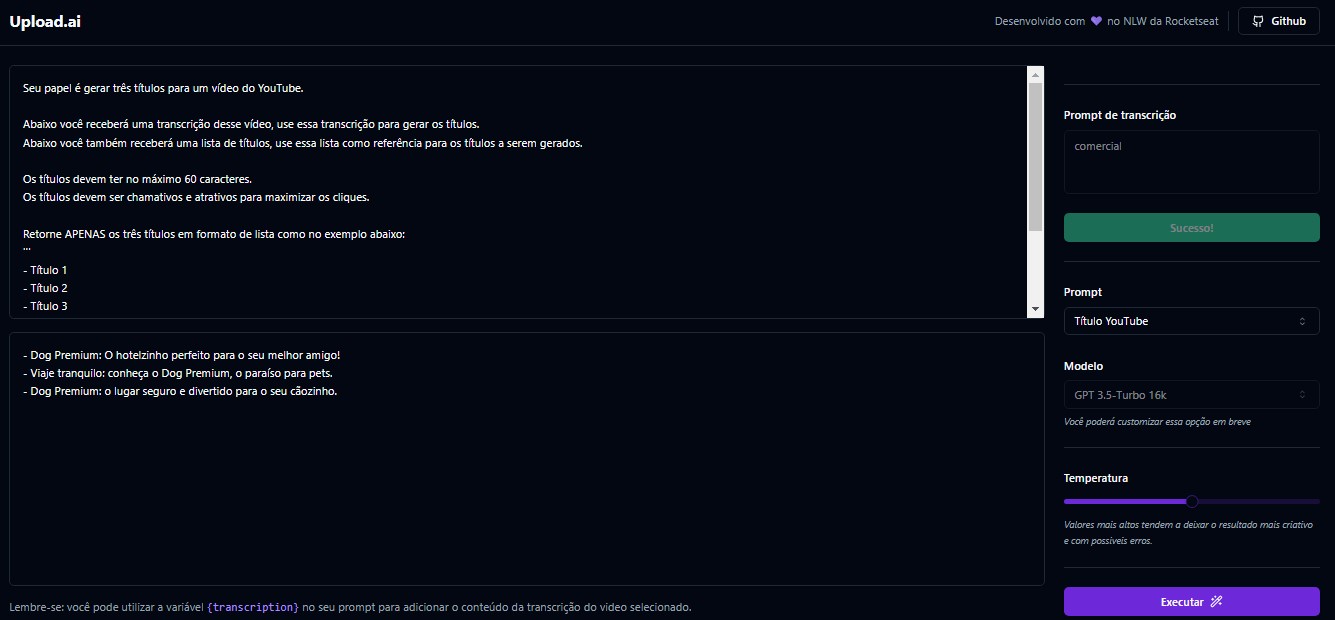 Upload.ai
Desenvolvido com 💜 no NLW da Rocketseat
Github
Seu papel é gerar três títulos para um vídeo do YouTube.
Abaixo você receberá uma transcrição desse vídeo, use essa transcrição para gerar os títulos.
Abaixo você também receberá uma lista de títulos, use essa lista como referência para os títulos a serem gerados.
Os títulos devem ter no máximo 60 caracteres.
Os títulos devem ser chamativos e atrativos para maximizar os cliques.
Retorne APENAS os três títulos em formato de lista como no exemplo abaixo:
'''
- Título 1
- Título 2
- Título 3
- Dog Premium: O hotelzinho perfeito para o seu melhor amigo!
- Viaje tranquilo: conheça o Dog Premium, o paraíso para pets.
- Dog Premium: o lugar seguro e divertido para o seu cãozinho.
Lembre-se: você pode utilizar a variável {transcription} no seu prompt para adicionar o conteúdo da transcrição do vídeo selecionado.
Prompt de transcrição
comercial
Sucesso!
Prompt
Título YouTube
Modelo
GPT 3.5-Turbo 16k
Você poderá customizar essa opção em breve
Temperatura
Valores mais altos tendem a deixar o resultado mais criativo
e com possíveis erros.
Executar